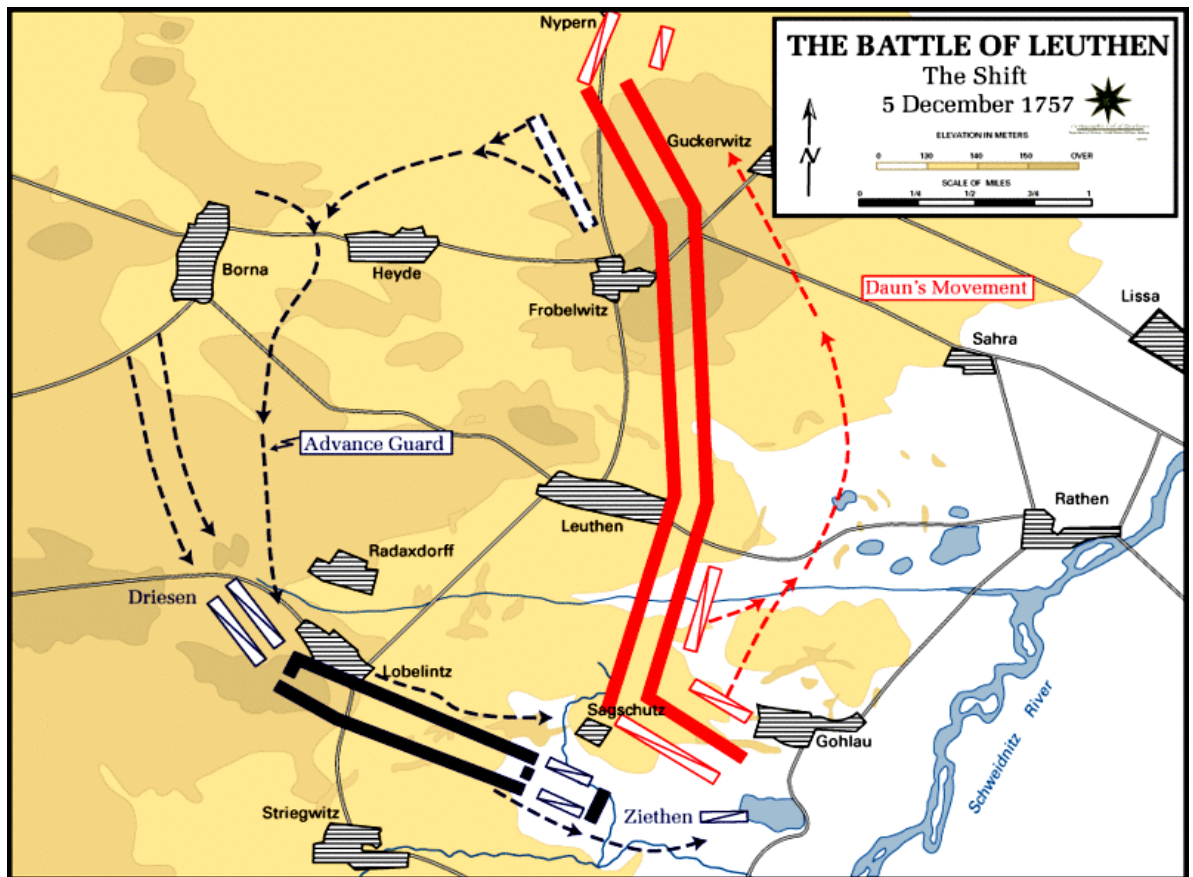 THE BATTLE OF LEUTHEN
The Shift
5 December 1757
N
ELEVATION IN METERS
0 130 140 150 OVER
SCALE OF MILES
0 1/4 1/2 3/4 1
Nypern
Guckerwitz
Borna
Heyde
Frobelwitz
Daun's Movement
Lissa
Sahra
Advance Guard
Leuthen
Rathen
Radaxdorff
Driesen
Lobelintz
Sagschutz
Gohlau
Schweidnitz River
Striegwitz
Ziethen